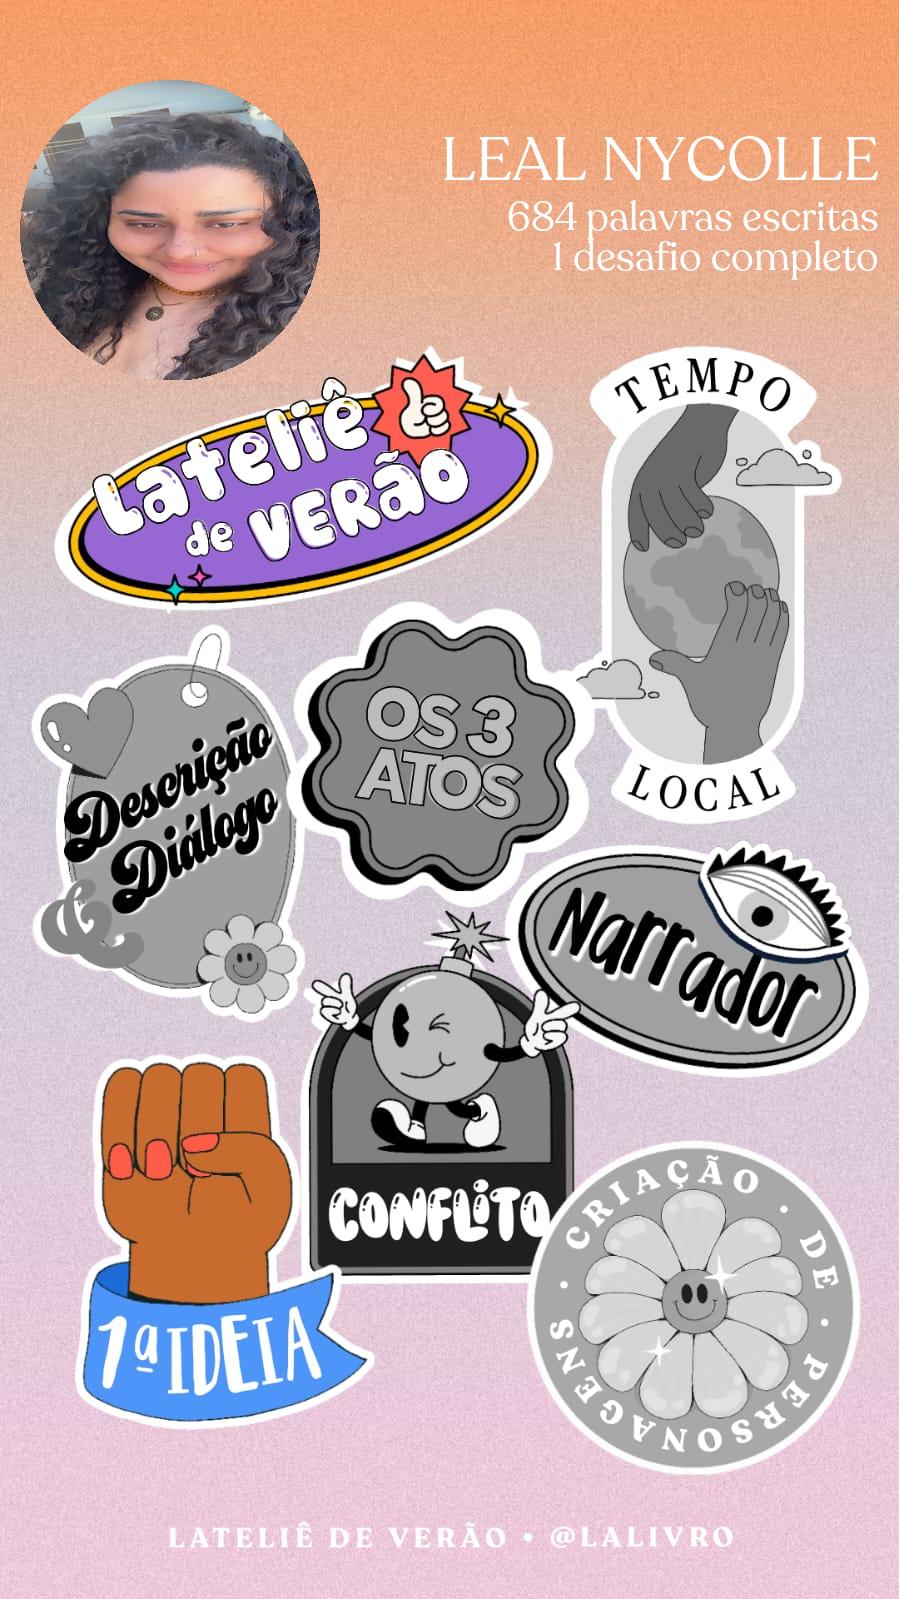 LEAL NYCOLLE
684 palavras escritas
1 desafio completo
Lateliê
de VERÃO
TEMPO
LOCAL
Descrição
&
Diálogo
OS 3
ATOS
Narrador
CONFLITO
1ª IDEIA
CRIAÇÃO · DE · PERSONAGENS ·
LATELIÊ DE VERÃO • @LALIVRO